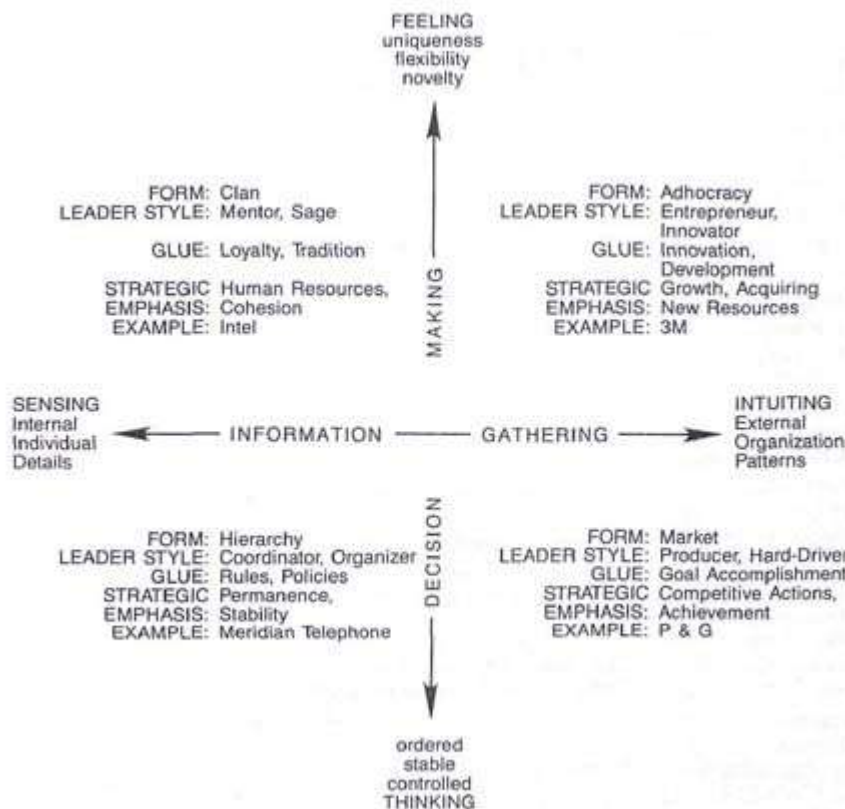 FEELING
uniqueness
flexibility
novelty
FORM: Clan
LEADER STYLE: Mentor, Sage
GLUE: Loyalty, Tradition
STRATEGIC Human Resources,
EMPHASIS: Cohesion
EXAMPLE: Intel
FORM: Adhocracy
LEADER STYLE: Entrepreneur,
Innovator
GLUE: Innovation,
Development
STRATEGIC Growth, Acquiring
EMPHASIS: New Resources
EXAMPLE: 3M
MAKING
SENSING
Internal
Individual
Details
INFORMATION GATHERING
INTUITING
External
Organization
Patterns
DECISION
FORM: Hierarchy
LEADER STYLE: Coordinator, Organizer
GLUE: Rules, Policies
STRATEGIC Permanence,
EMPHASIS: Stability
EXAMPLE: Meridian Telephone
FORM: Market
LEADER STYLE: Producer, Hard-Driver
GLUE: Goal Accomplishment
STRATEGIC Competitive Actions,
EMPHASIS: Achievement
EXAMPLE: P & G
ordered
stable
controlled
THINKING